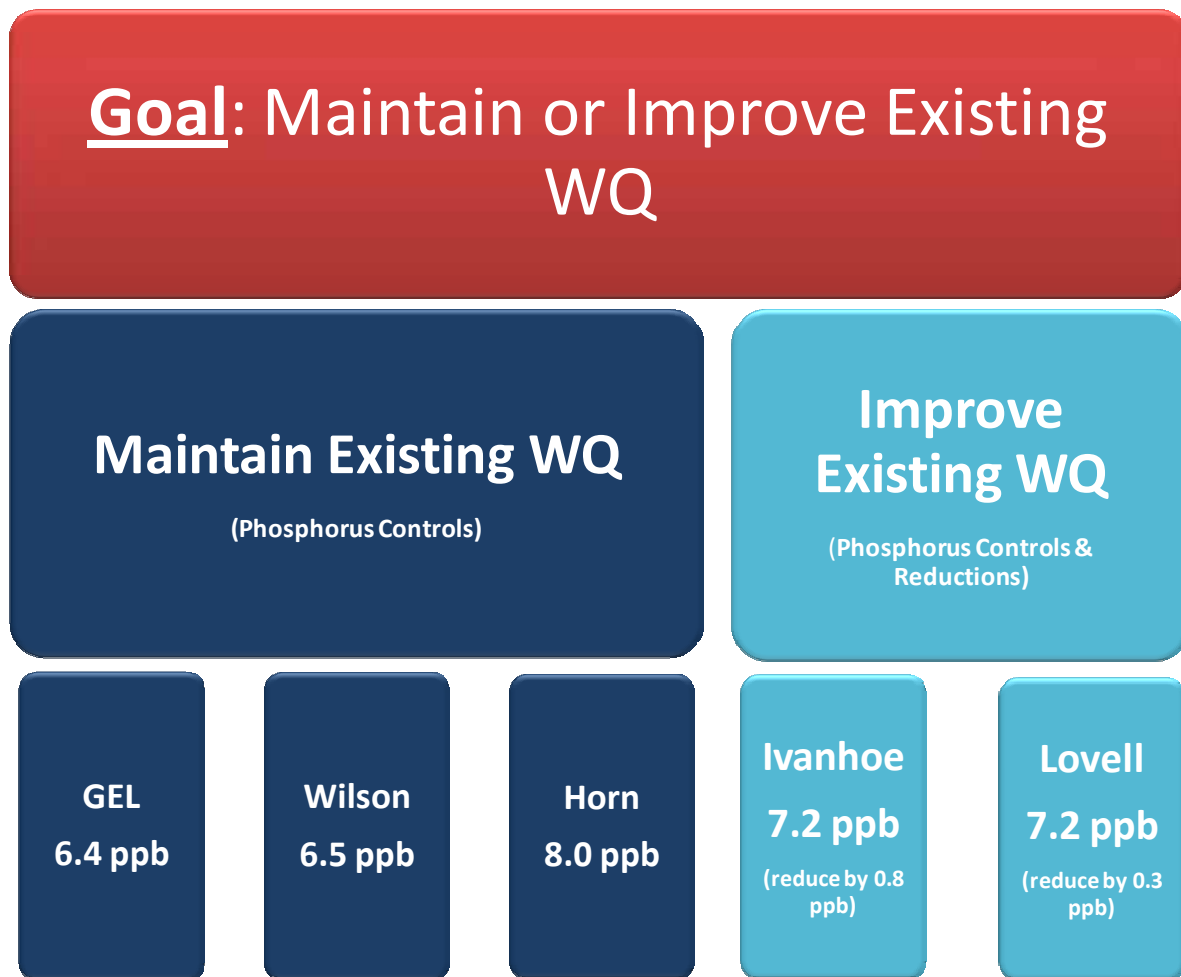 Goal: Maintain or Improve Existing
WQ
Maintain Existing WQ
(Phosphorus Controls)
Improve
Existing WQ
(Phosphorus Controls &
Reductions)
GEL
6.4 ppb
Wilson
6.5 ppb
Horn
8.0 ppb
Ivanhoe
7.2 ppb
(reduce by 0.8
ppb)
Lovell
7.2 ppb
(reduce by 0.3
ppb)